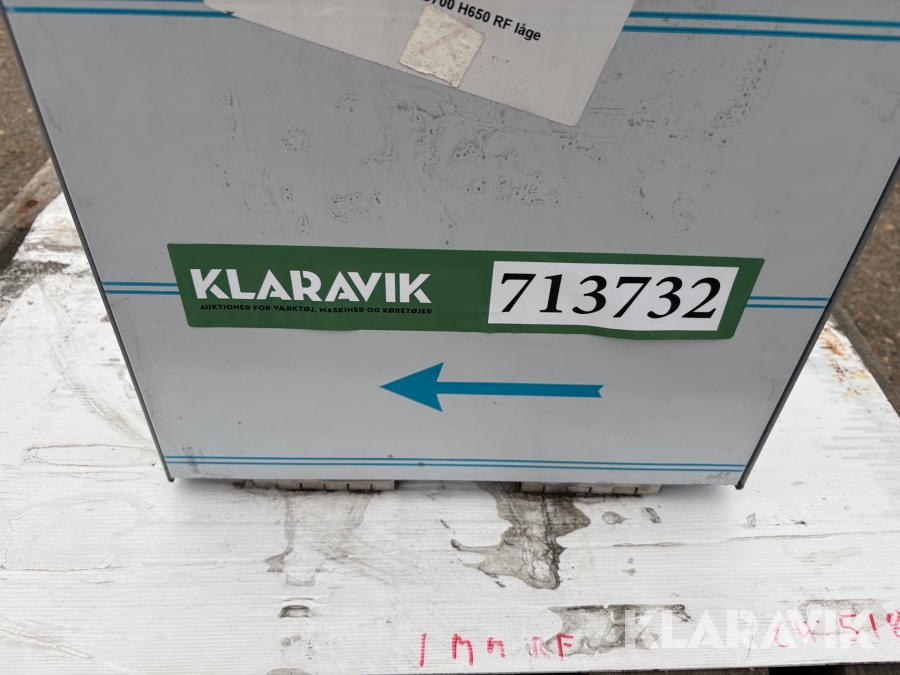 H650 RF låge
KLARAVIK
AUKTIONER FOR VÆRKTØJ, MASKINER OG KØRETØJER
713732
1 Mm RF
KLARAVIK